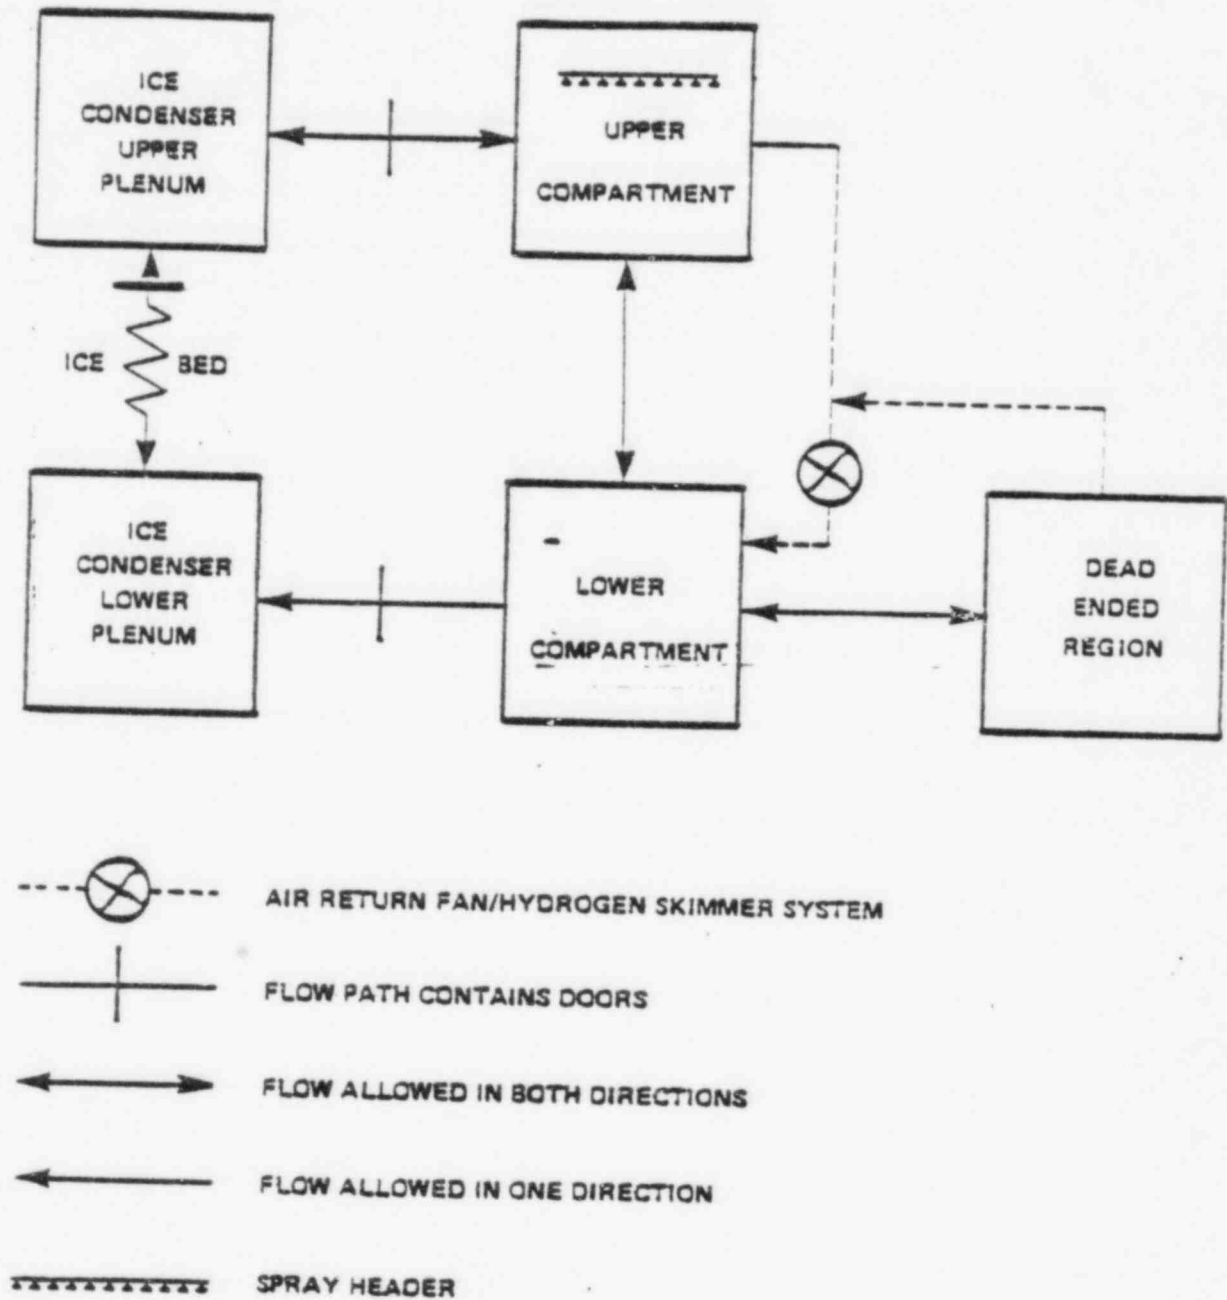 ICE
CONDENSER
UPPER
PLENUM
UPPER
COMPARTMENT
ICE BED
ICE
CONDENSER
LOWER
PLENUM
LOWER
COMPARTMENT
DEAD
ENDED
REGION
AIR RETURN FAN/HYDROGEN SKIMMER SYSTEM
FLOW PATH CONTAINS DOORS
FLOW ALLOWED IN BOTH DIRECTIONS
FLOW ALLOWED IN ONE DIRECTION
SPRAY HEADER